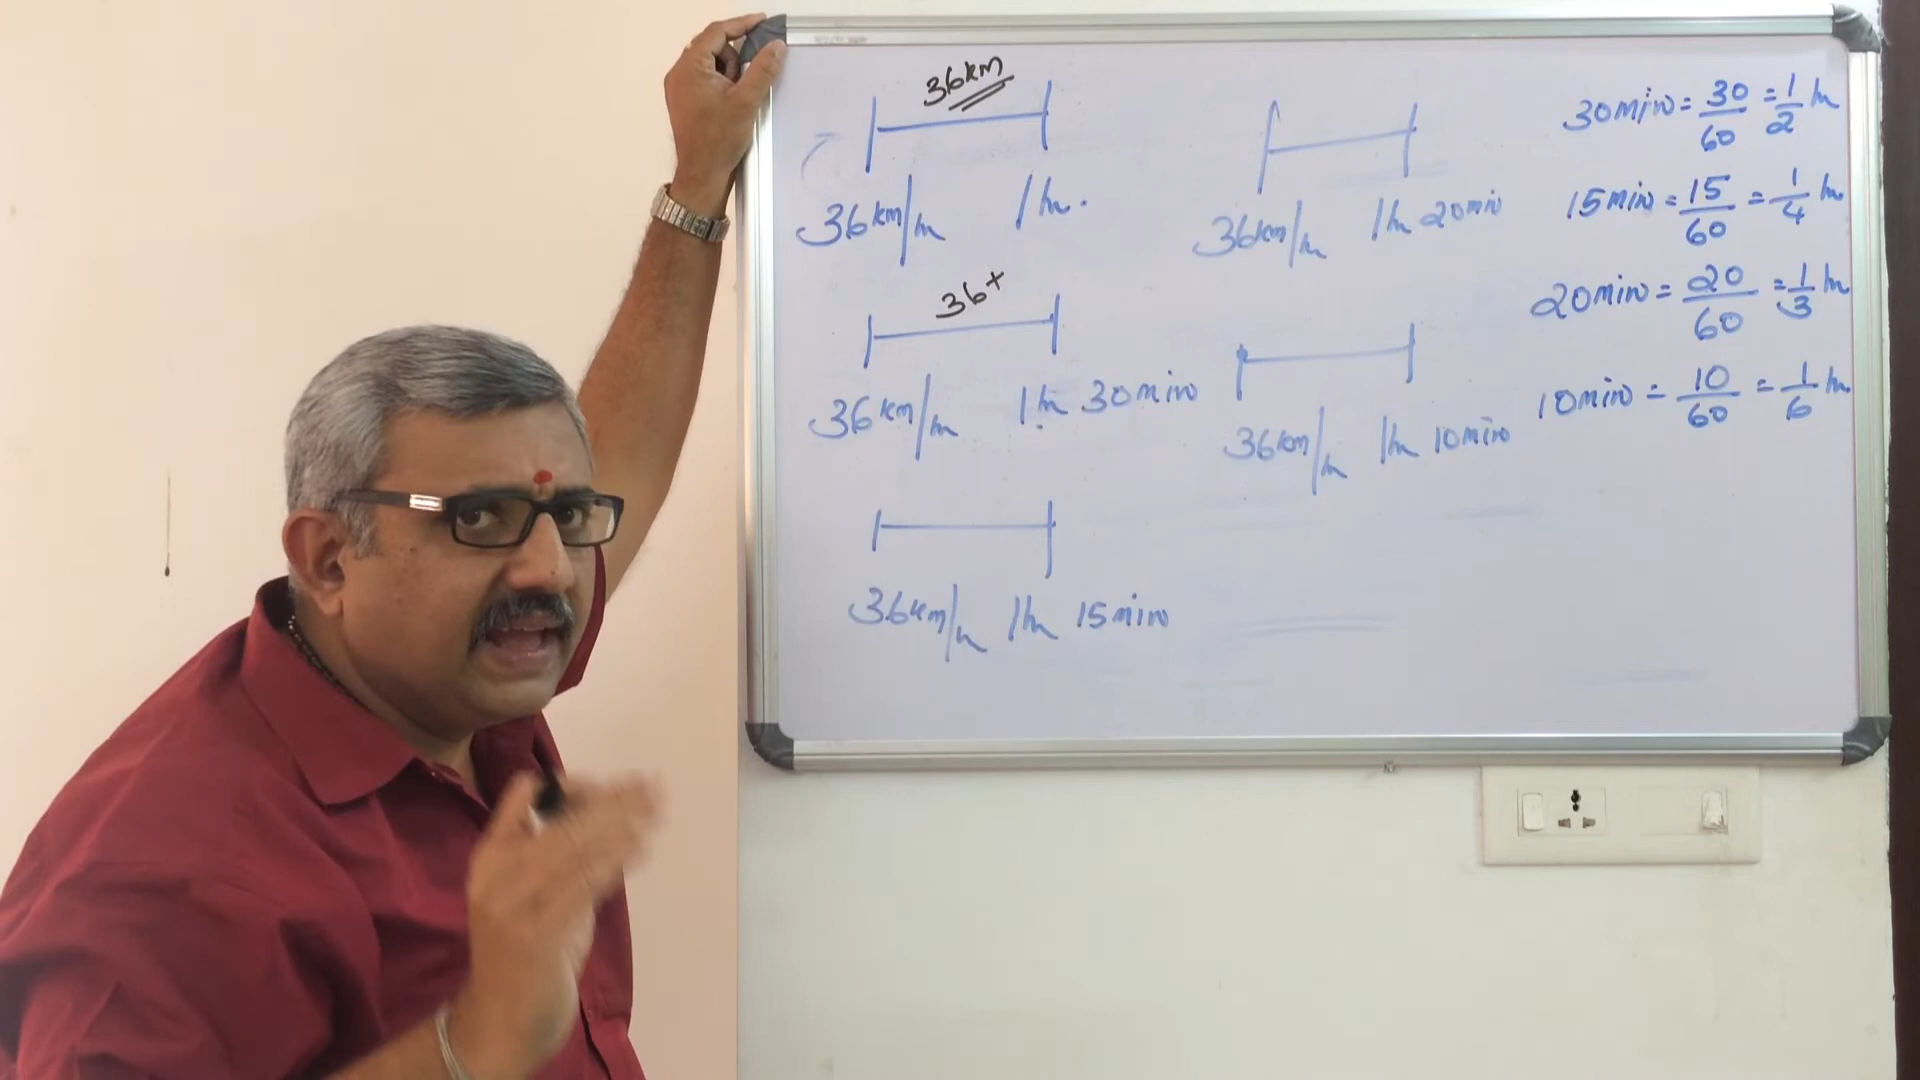 36km
36km/hr 1hr.
36+
36km/hr 1hr 30min
36km/hr 1hr 15min
36km/hr 1hr 20min
36km/hr 1hr 10min
30min = 30/60 = 1/2 hr
15min = 15/60 = 1/4 hr
20min = 20/60 = 1/3 hr
10min = 10/60 = 1/6 hr